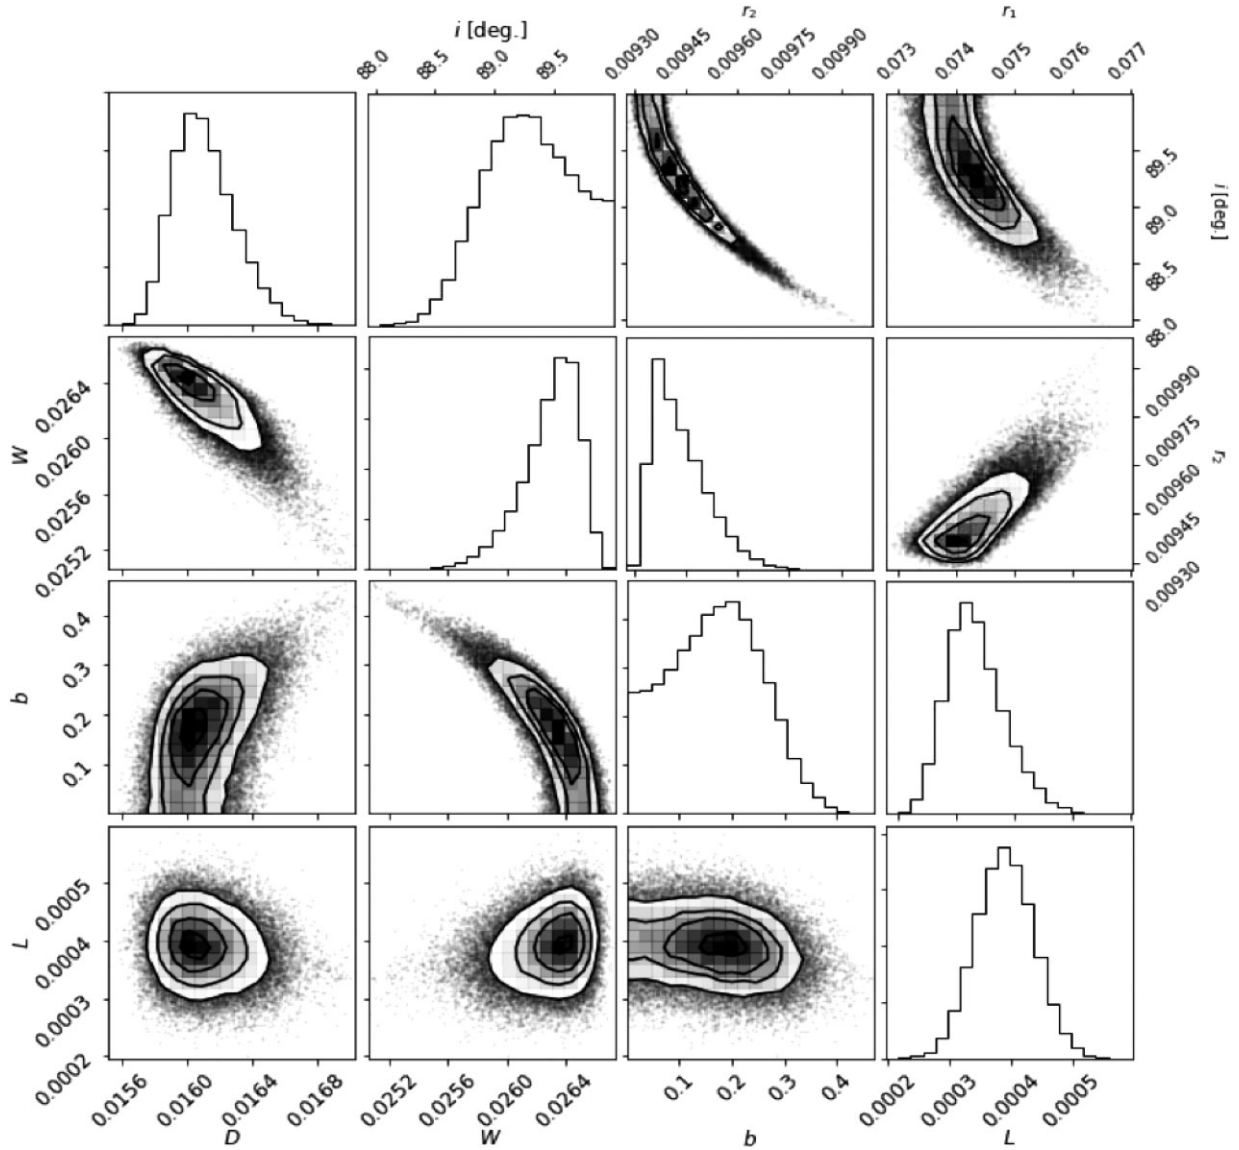 i [deg.]
r₂
r₁
88.0 88.5 89.0 89.5
0.00930 0.00945 0.00960 0.00975 0.00990
0.073 0.074 0.075 0.076 0.077
89.5
89.0
88.5
88.0
i [deg.]
0.0264
0.0260
0.0256
0.0252
W
0.00990
0.00975
0.00960
0.00945
0.00930
r₂
0.4
0.3
0.2
0.1
b
0.0005
0.0004
0.0003
0.0002
L
0.0156 0.0160 0.0164 0.0168
0.0252 0.0256 0.0260 0.0264
0.1 0.2 0.3 0.4
0.0002 0.0003 0.0004 0.0005
D
W
b
L